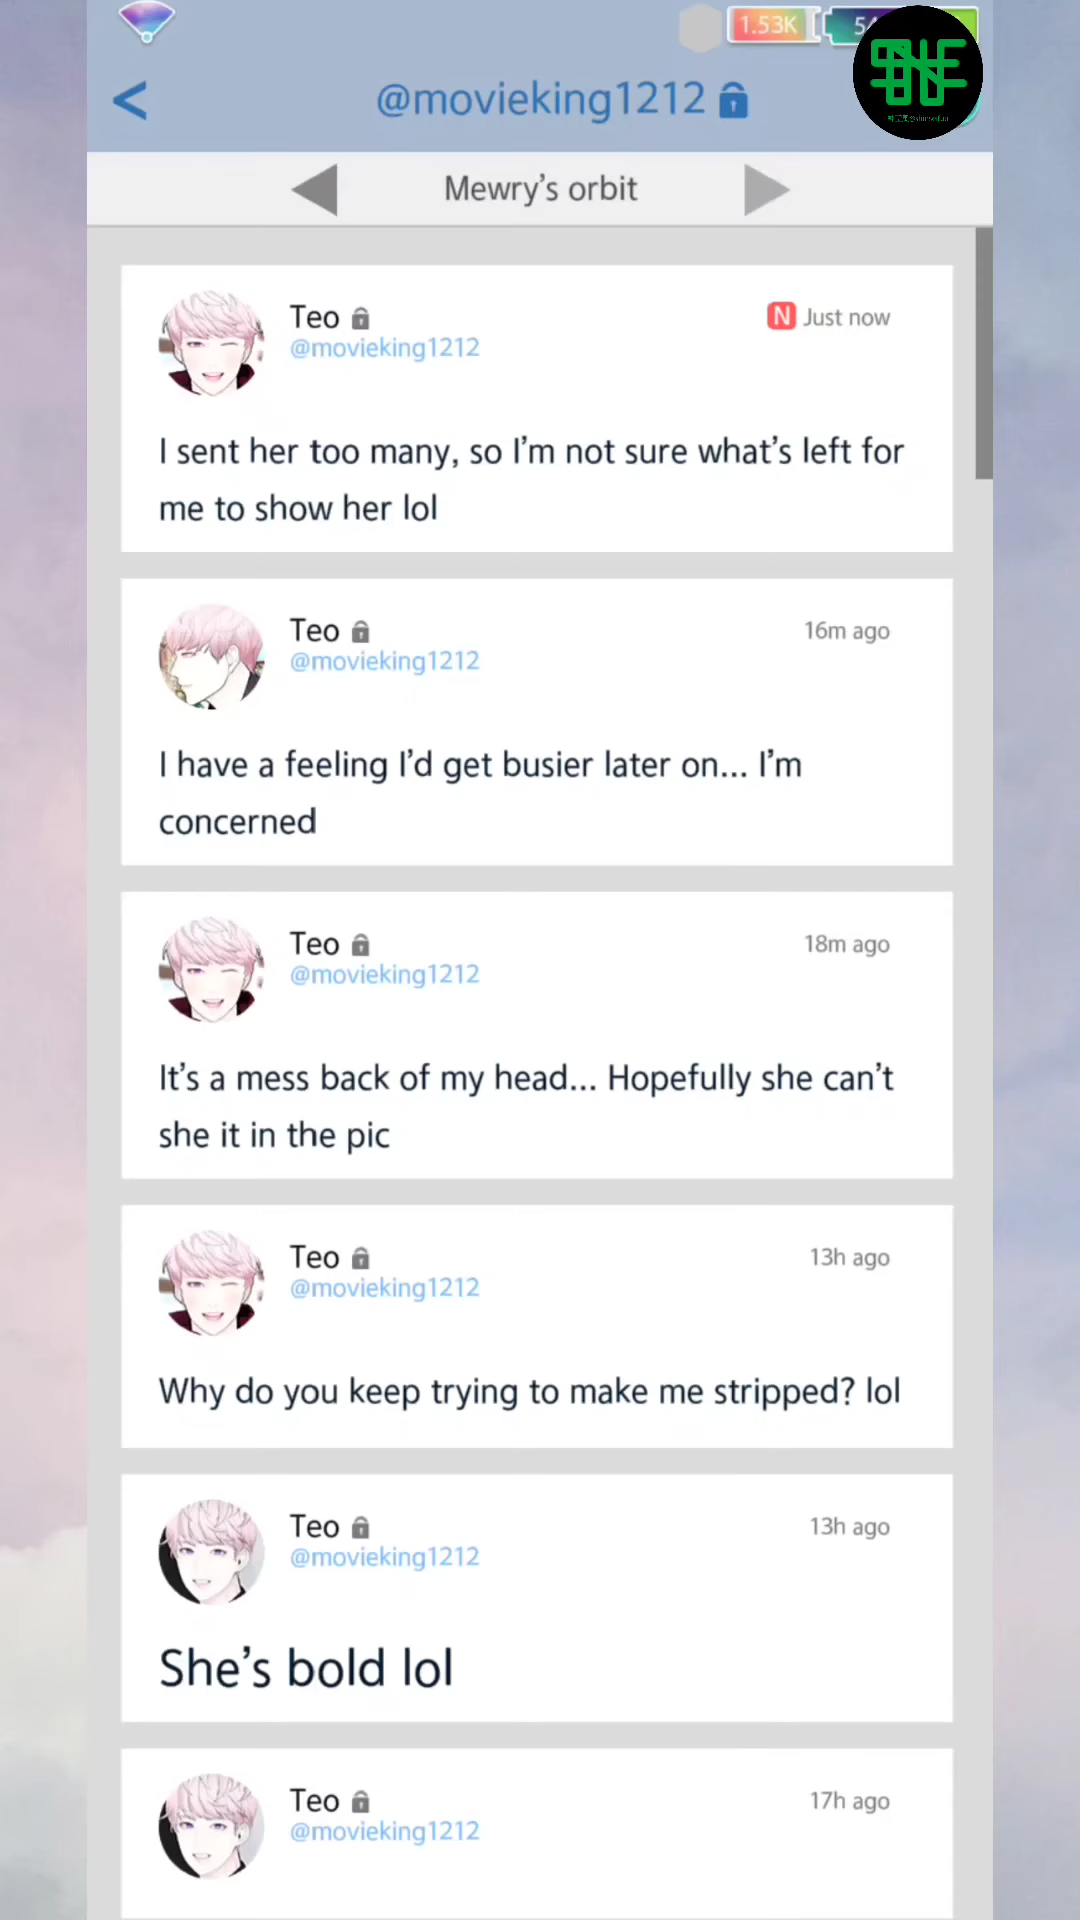 1.53K
54
@movieking1212
Mewry's orbit
Teo
N Just now
@movieking1212
I sent her too many, so I'm not sure what's left for
me to show her lol
Teo
16m ago
@movieking1212
I have a feeling I'd get busier later on... I'm
concerned
Teo
18m ago
@movieking1212
It's a mess back of my head... Hopefully she can't
she it in the pic
Teo
13h ago
@movieking1212
Why do you keep trying to make me stripped? lol
Teo
13h ago
@movieking1212
She's bold lol
Teo
17h ago
@movieking1212